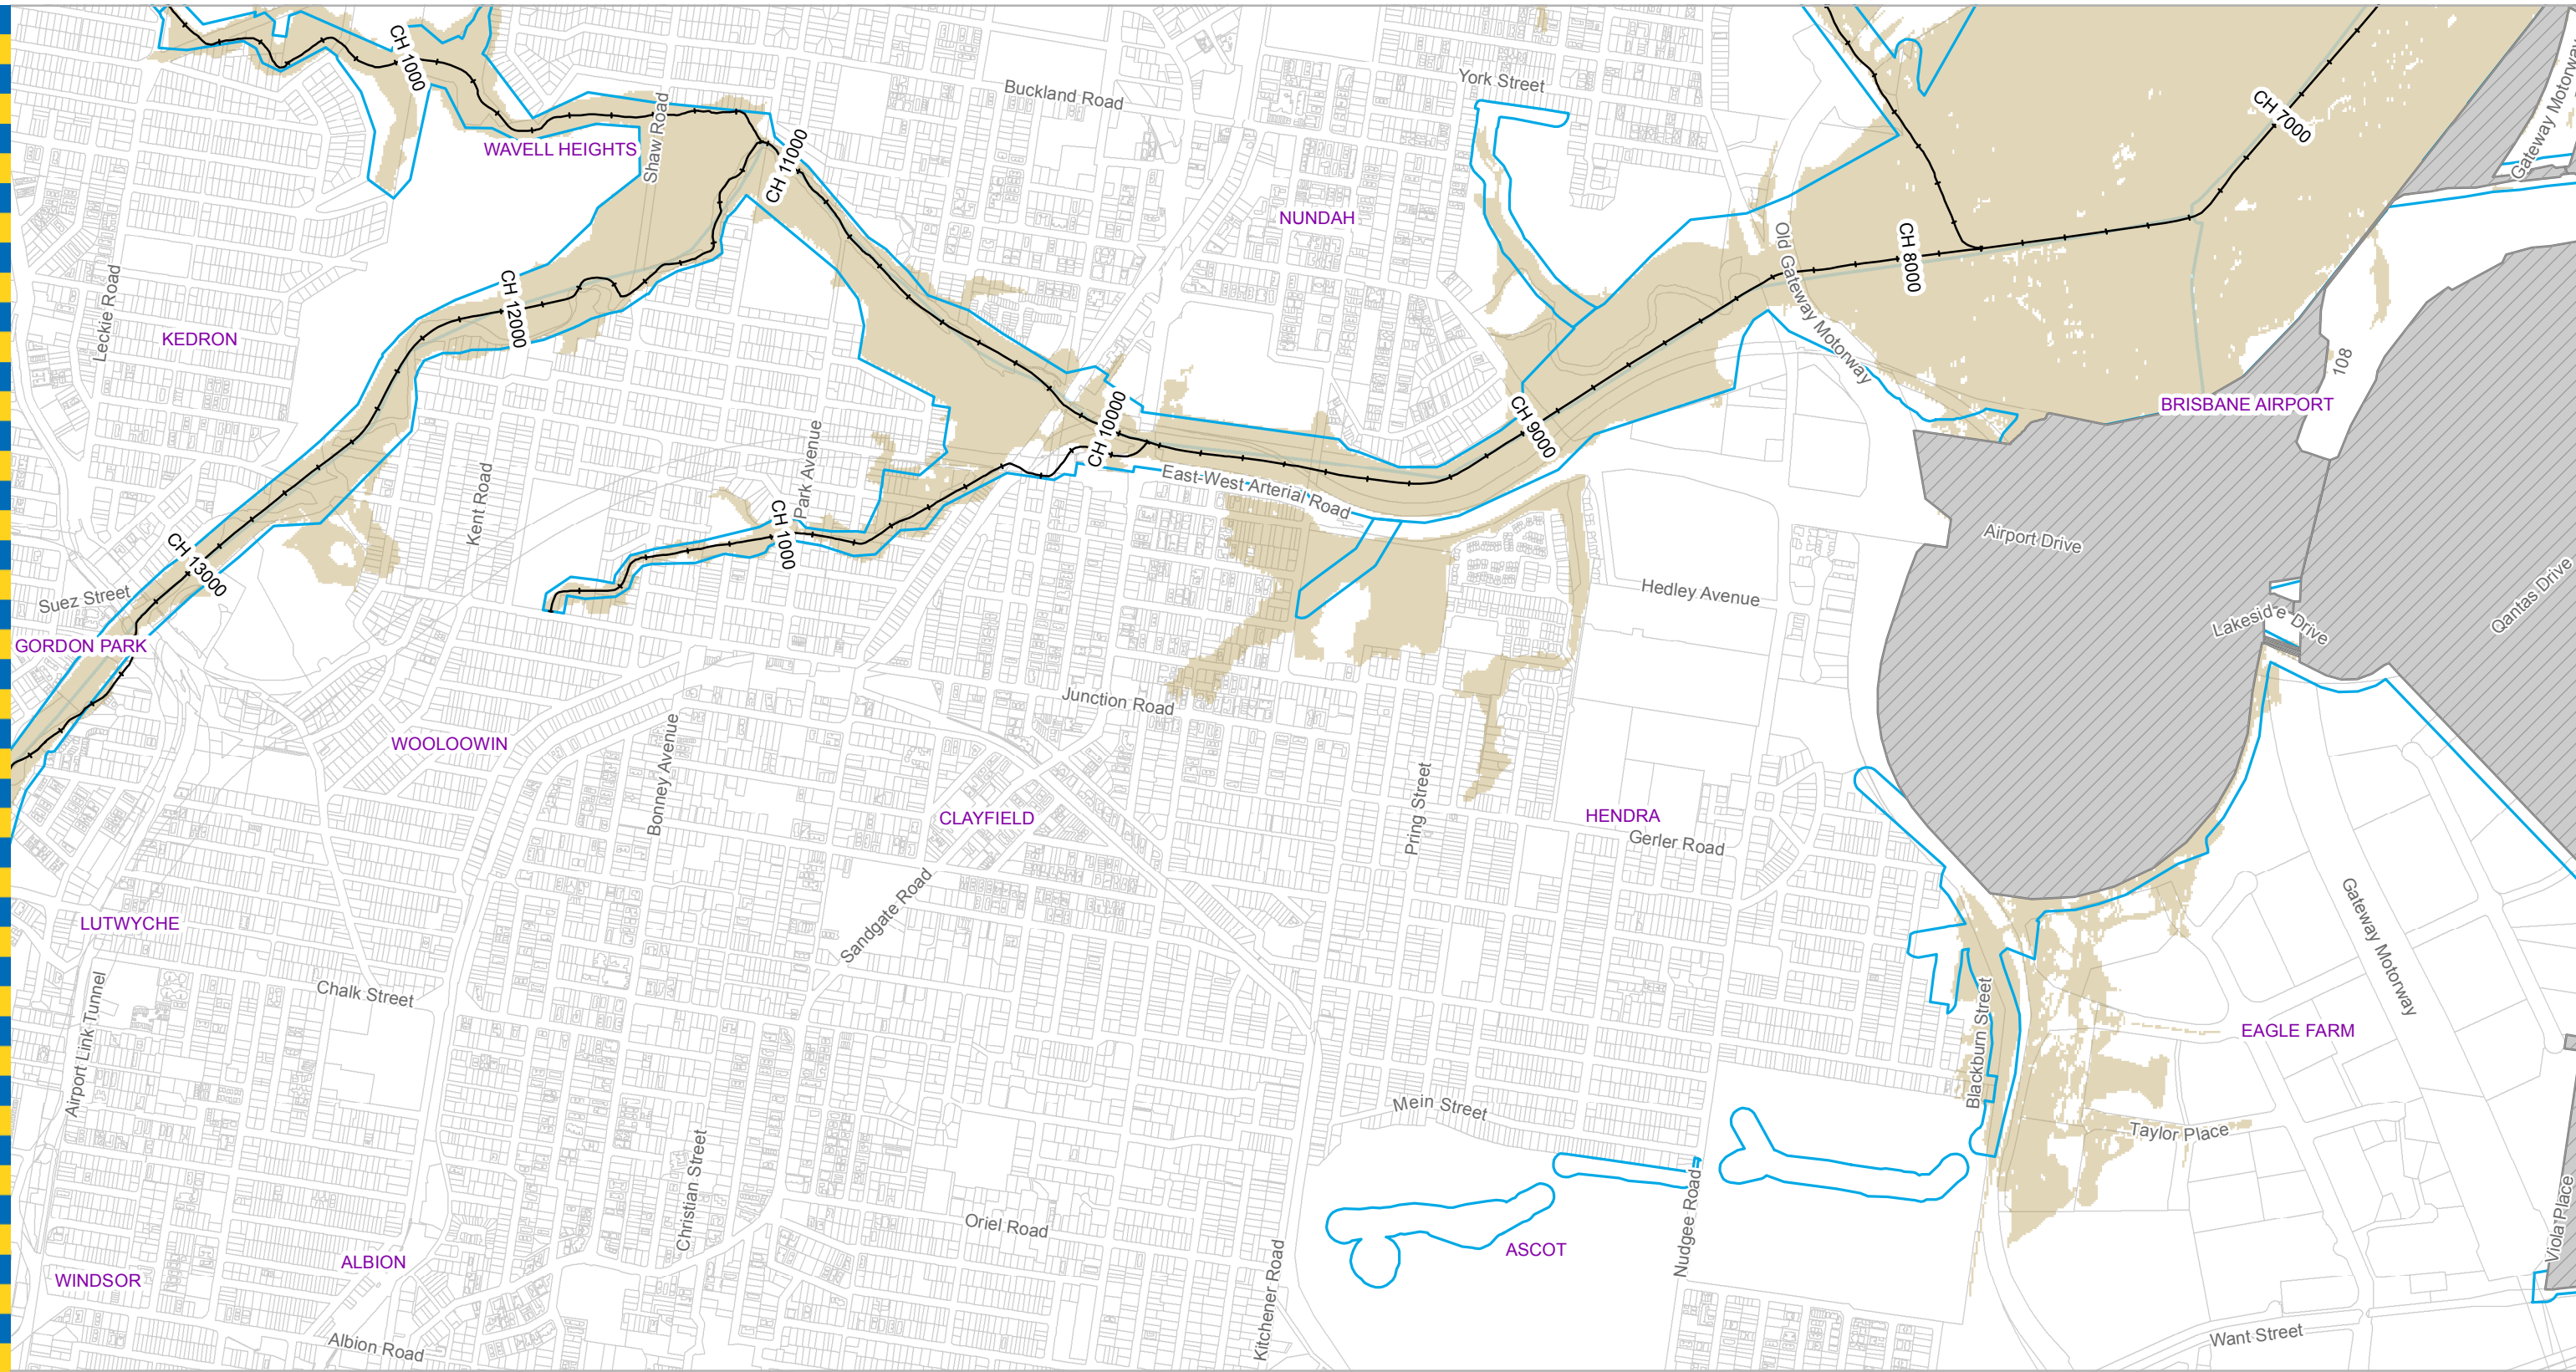 CH 1000
Buckland Road
York Street
CH 7000
Gateway Motorway
Shaw Road
WAVELL HEIGHTS
CH 11000
NUNDAH
Old Gateway Motorway
CH 8000
Leckie Road
CH 12000
KEDRON
108
BRISBANE AIRPORT
CH 10000
CH 9000
Park Avenue
Kent Road
East-West Arterial Road
CH 1000
Airport Drive
CH 13000
Suez Street
Hedley Avenue
Qantas Drive
Lakeside Drive
GORDON PARK
Junction Road
WOOLOOWIN
Bonney Avenue
Pring Street
CLAYFIELD
HENDRA
Gerler Road
Sandgate Road
LUTWYCHE
Gateway Motorway
Chalk Street
Airport Link Tunnel
Blackburn Street
EAGLE FARM
Mein Street
Taylor Place
Christian Street
Nudgee Road
Viola Place
Oriel Road
ASCOT
ALBION
WINDSOR
Kitchener Road
Albion Road
Want Street